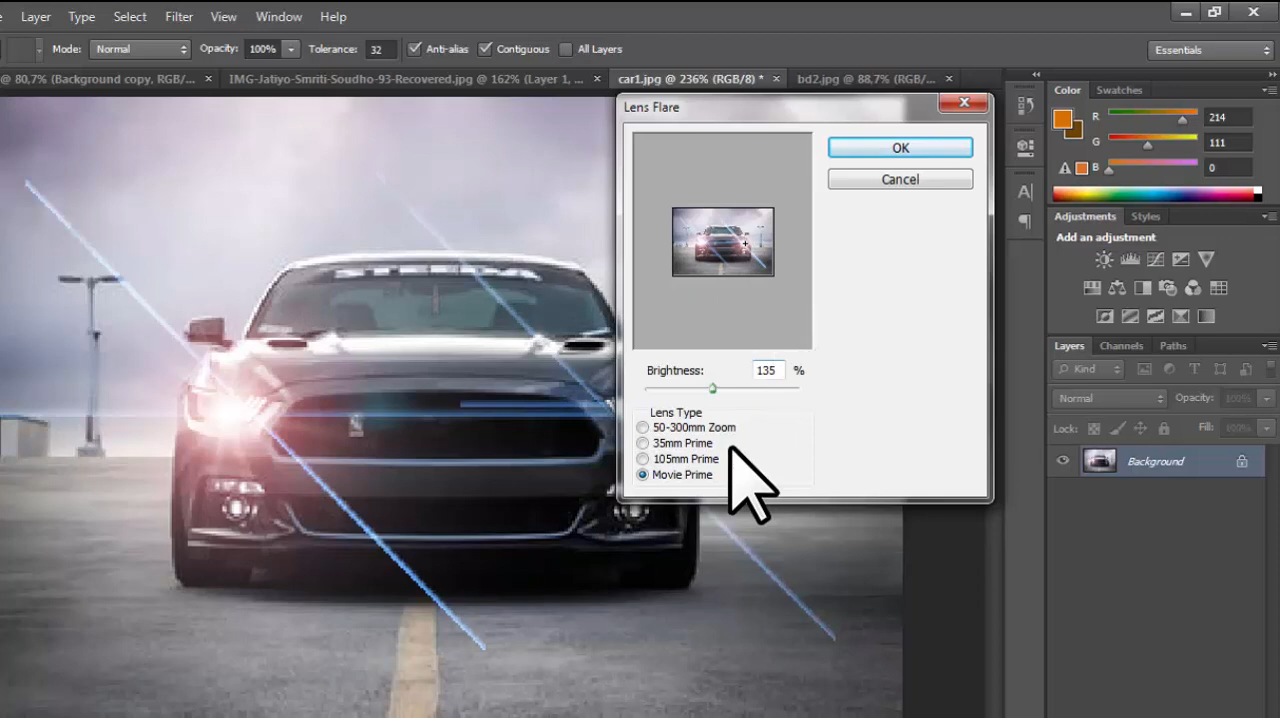 Layer Type Select Filter View Window Help
Mode: Normal Opacity: 100% Tolerance: 32 Anti-alias Contiguous All Layers Essentials
@ 80,7% (Background copy, RGB/... × IMG-Jatiyo-Smriti-Soudho-93-Recovered.jpg @ 162% (Layer 1, ... × car1.jpg @ 236% (RGB/8) * × bd2.jpg @ 88,7% (RGB/... ×
Lens Flare
OK
Cancel
Brightness: 135 %
Lens Type
50-300mm Zoom
35mm Prime
105mm Prime
Movie Prime
STEEDA
Color Swatches
R 214
G 111
B 0
Adjustments Styles
Add an adjustment
Layers Channels Paths
Kind
Normal Opacity: 100%
Lock: Fill: 100%
Background